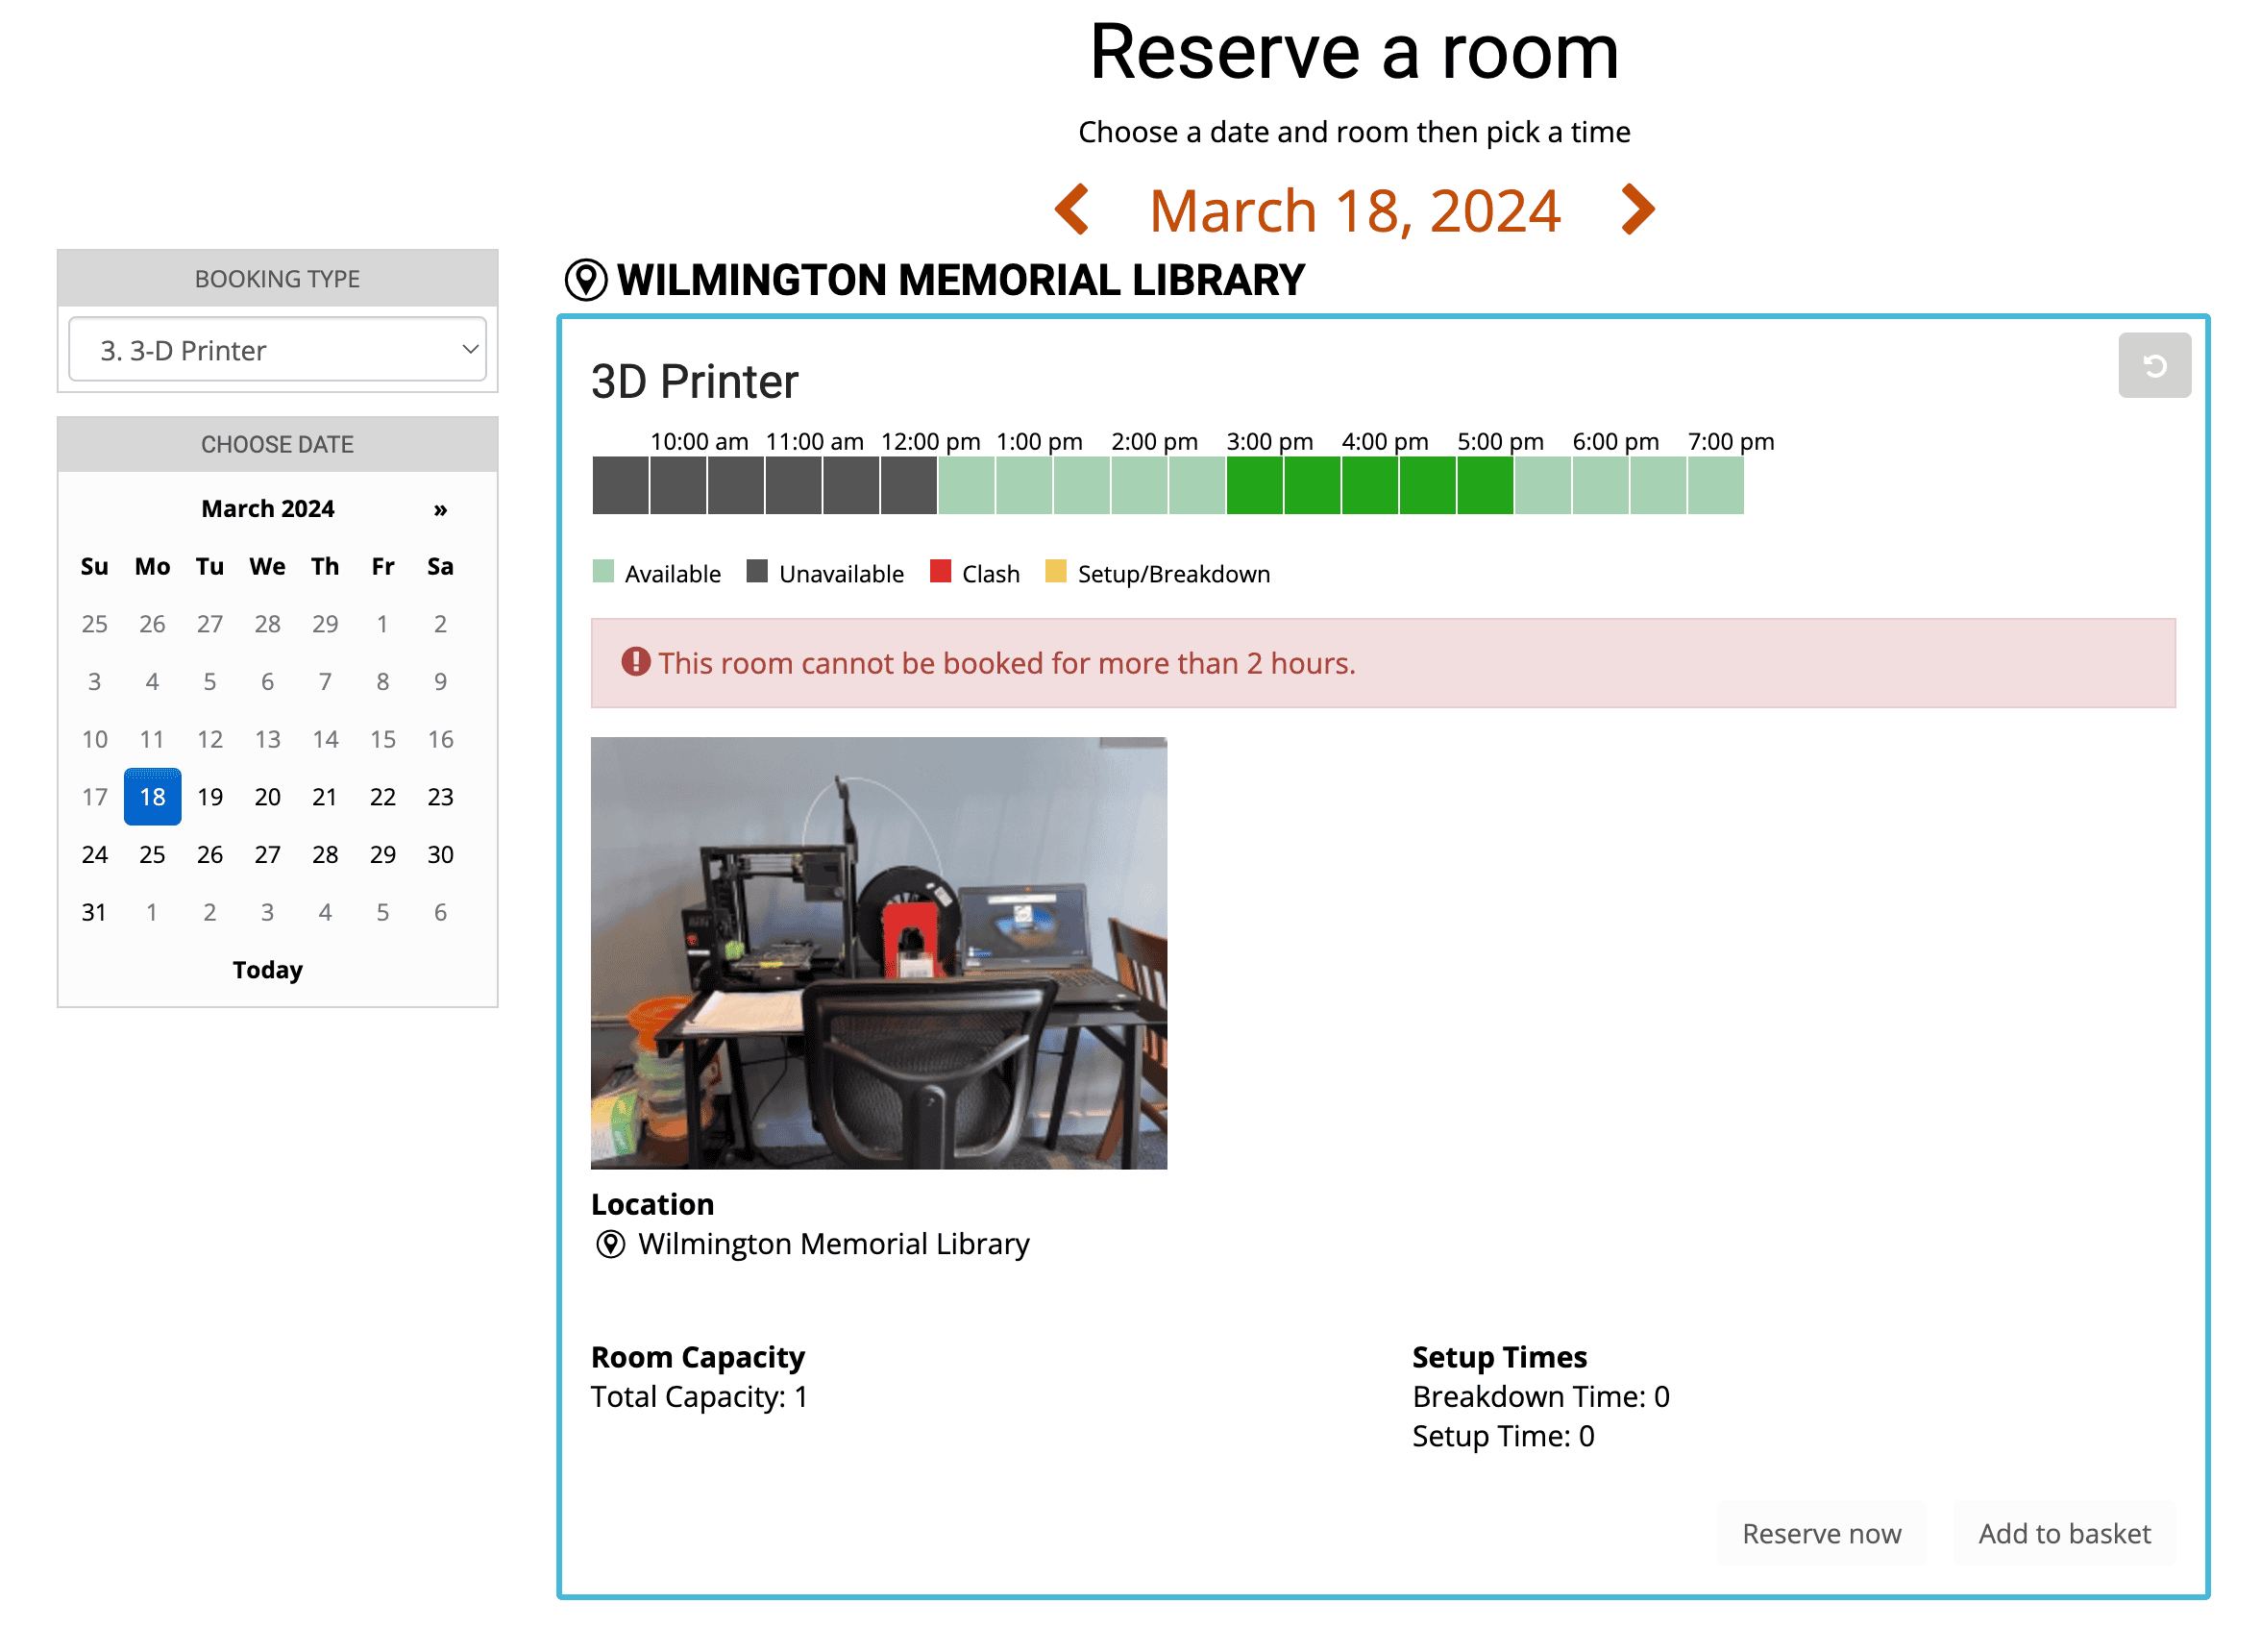 Reserve a room
Choose a date and room then pick a time
March 18, 2024
BOOKING TYPE
3. 3-D Printer
CHOOSE DATE
March 2024 »
Su Mo Tu We Th Fr Sa
25 26 27 28 29 1 2
3 4 5 6 7 8 9
10 11 12 13 14 15 16
17 18 19 20 21 22 23
24 25 26 27 28 29 30
31 1 2 3 4 5 6
Today
WILMINGTON MEMORIAL LIBRARY
3D Printer
10:00 am 11:00 am 12:00 pm 1:00 pm 2:00 pm 3:00 pm 4:00 pm 5:00 pm 6:00 pm 7:00 pm
Available Unavailable Clash Setup/Breakdown
This room cannot be booked for more than 2 hours.
Location
Wilmington Memorial Library
Room Capacity
Total Capacity: 1
Setup Times
Breakdown Time: 0
Setup Time: 0
Reserve now Add to basket